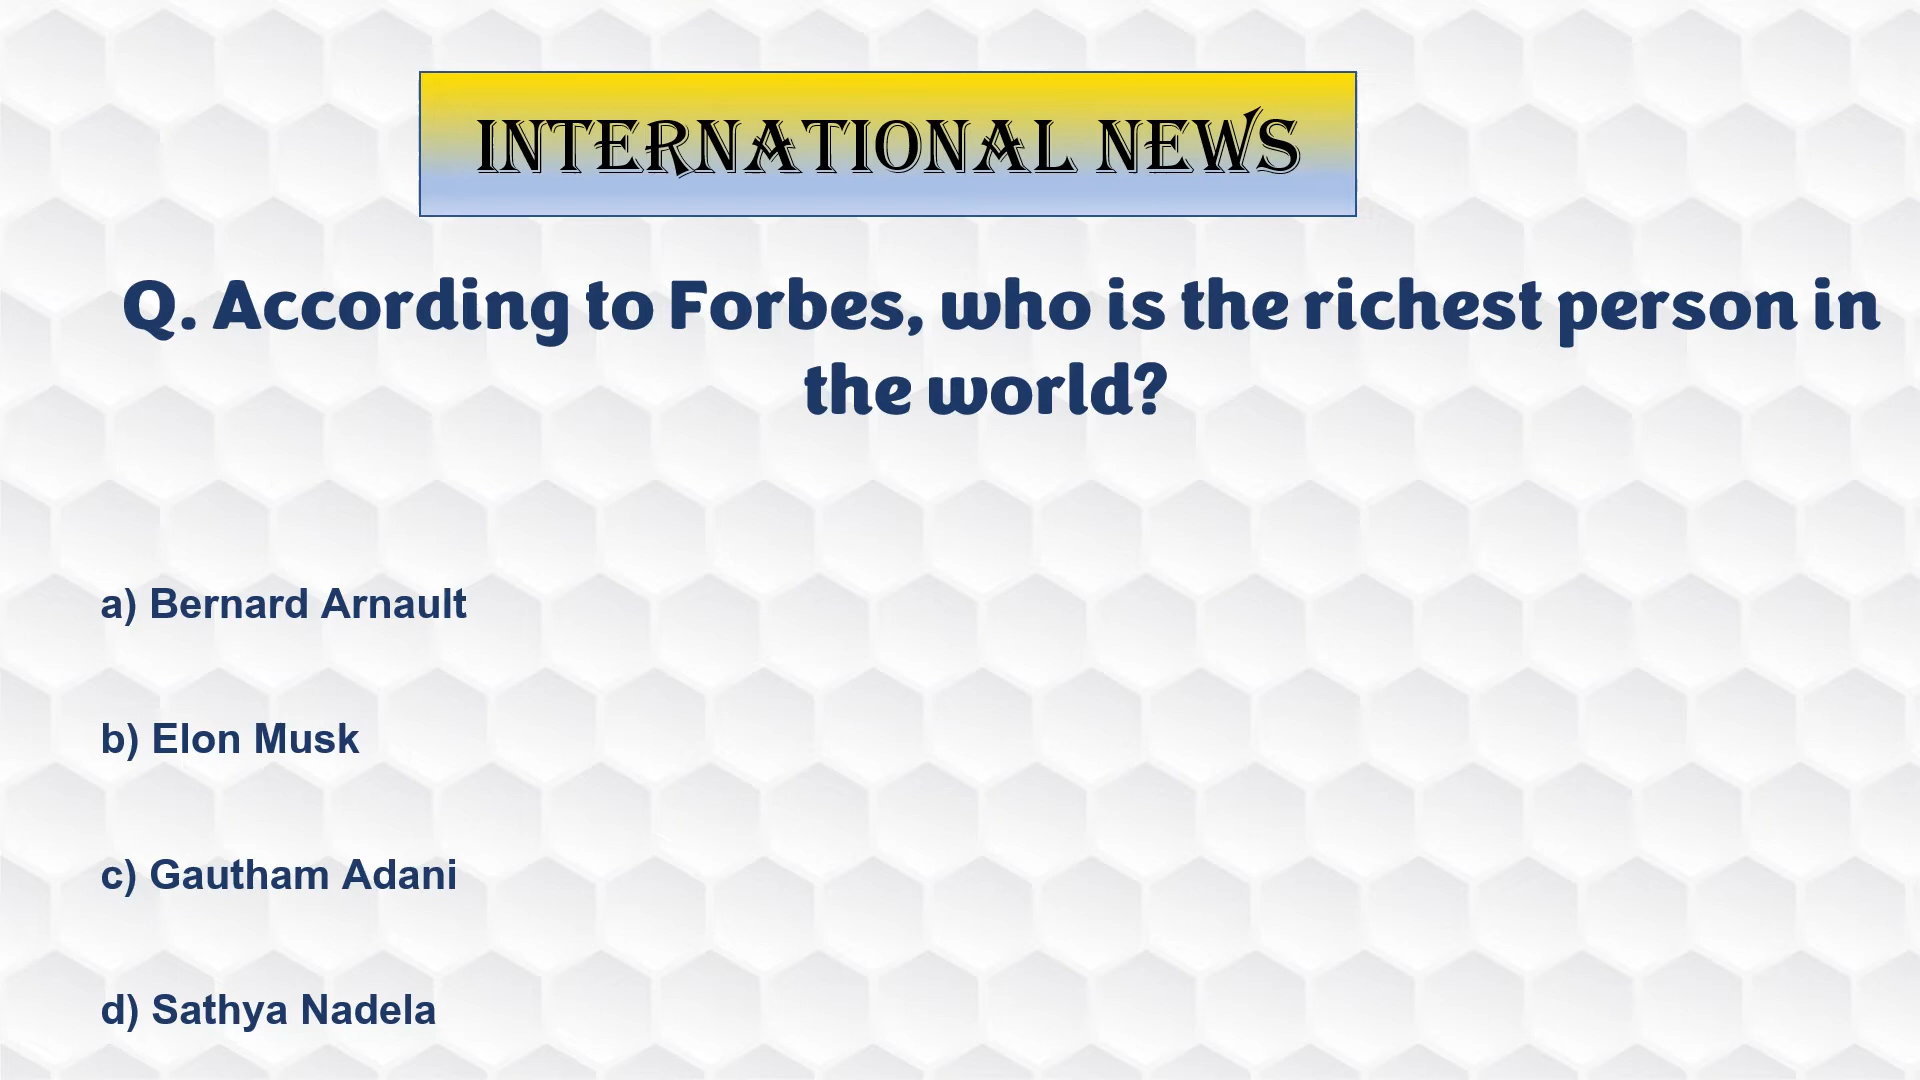 INTERNATIONAL NEWS
Q. According to Forbes, who is the richest person in
the world?
a) Bernard Arnault
b) Elon Musk
c) Gautham Adani
d) Sathya Nadela